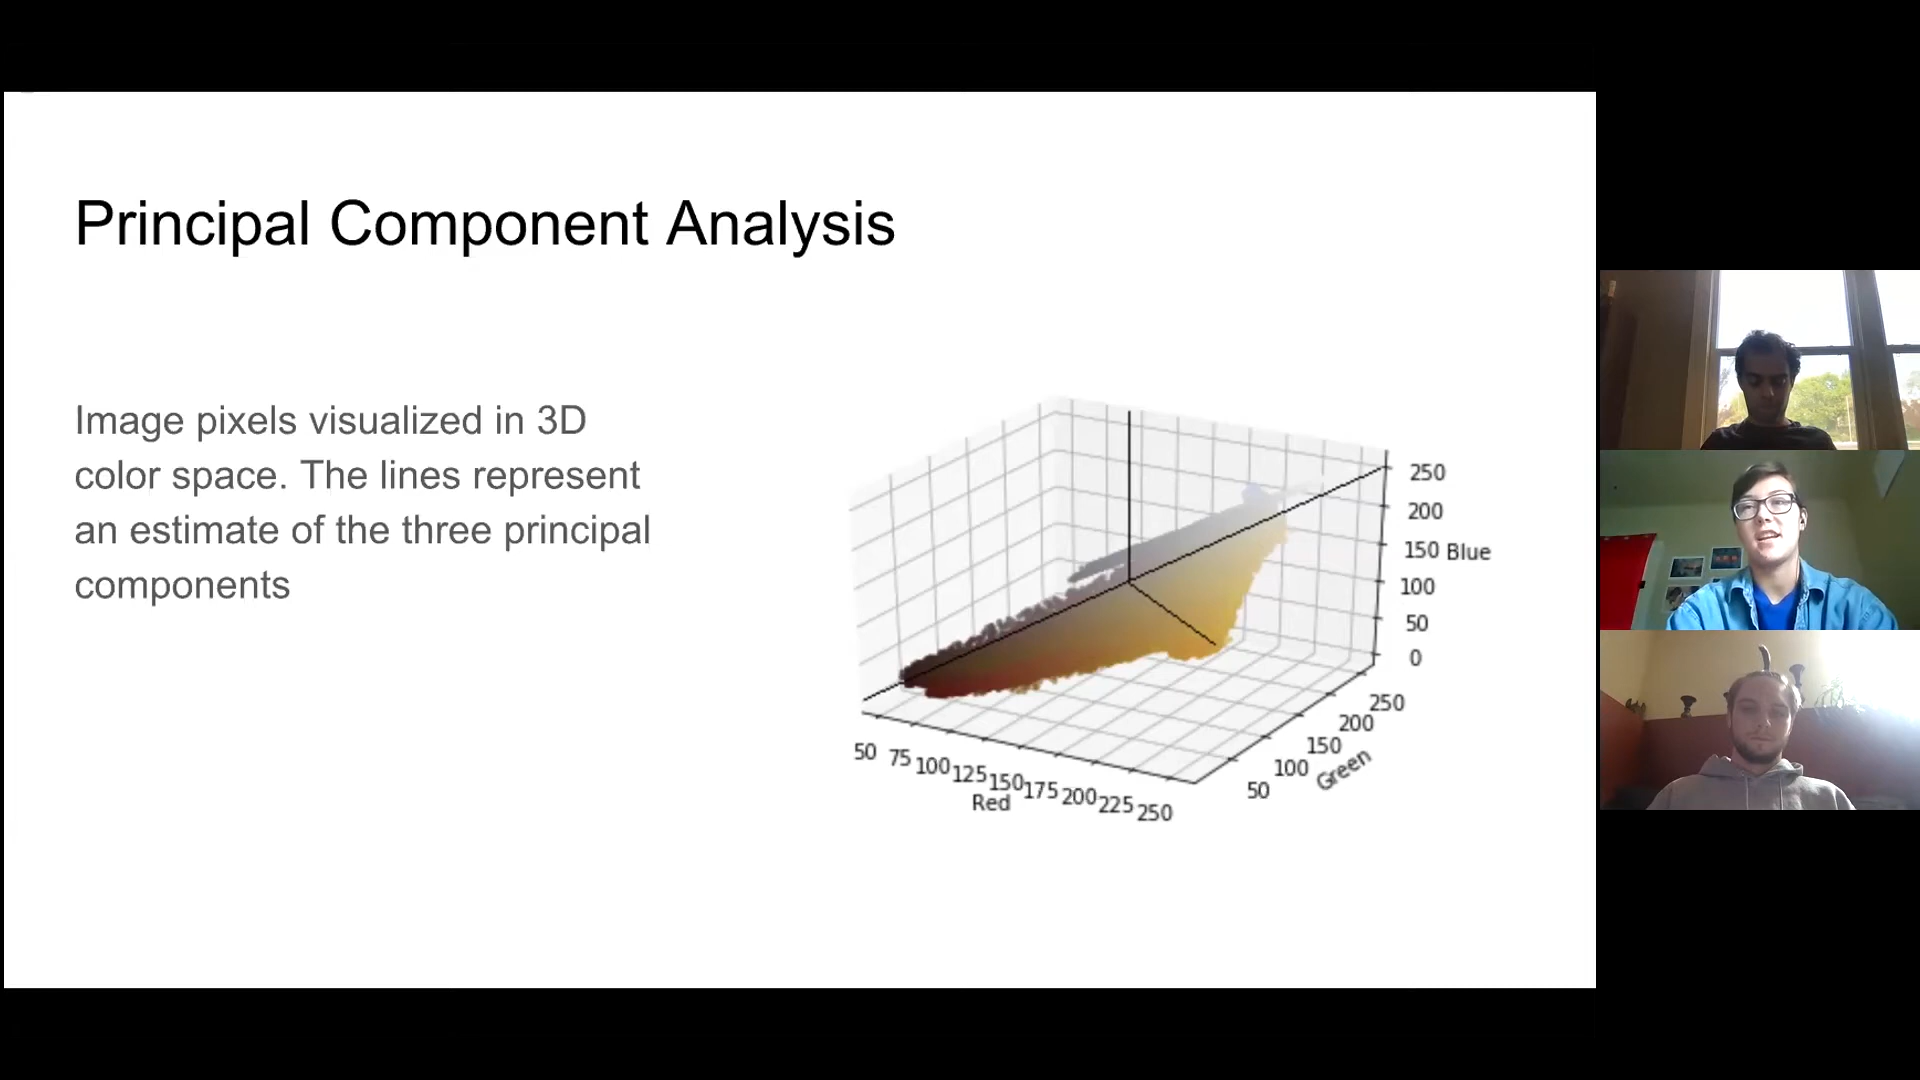 Principal Component Analysis
Image pixels visualized in 3D
color space. The lines represent
an estimate of the three principal
components
250
200
150 Blue
100
50
0
250
200
150
100
50
Green
50 75 100 125 150 175 200 225 250
Red